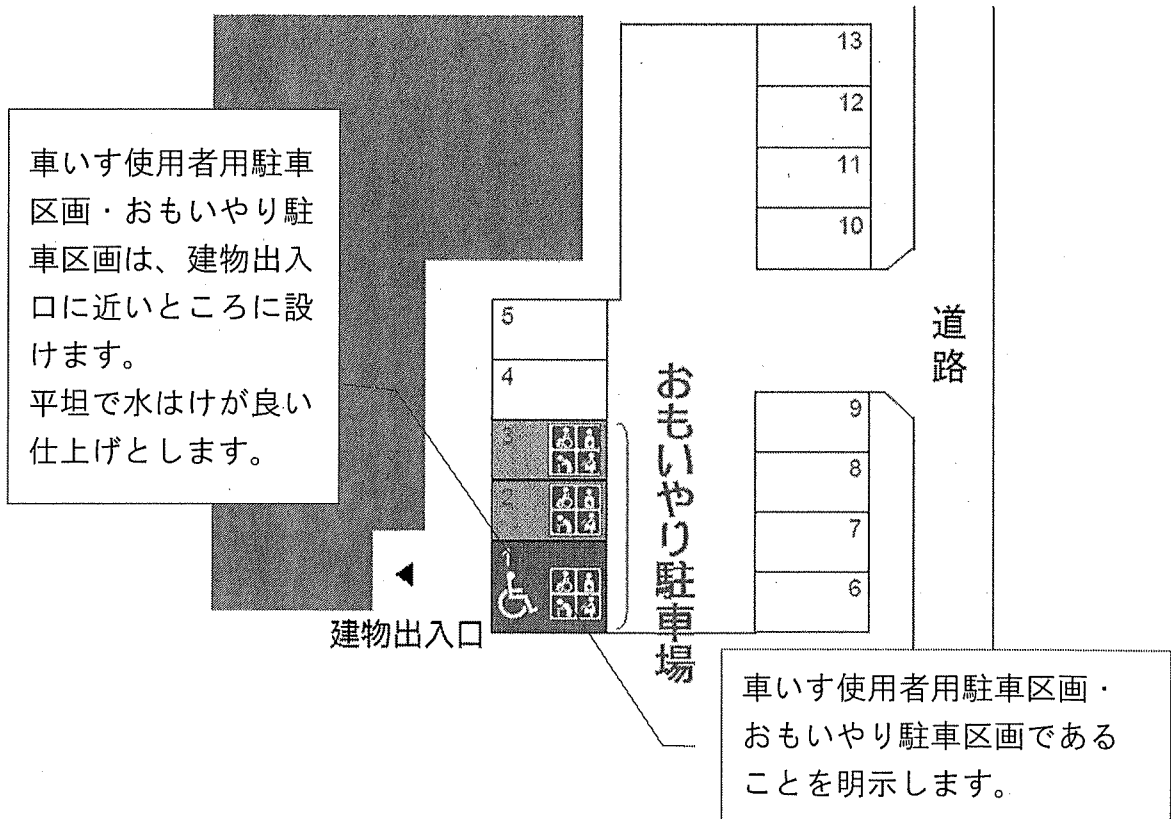 車いす使用者用駐車
区画・おもいやり駐
車区画は、建物出入
口に近いところに設
けます。
平坦で水はけが良い
仕上げとします。
13
12
11
10
5
4
3
2
1
おもいやり駐車場
9
8
7
6
道路
建物出入口
車いす使用者用駐車区画・
おもいやり駐車区画である
ことを明示します。